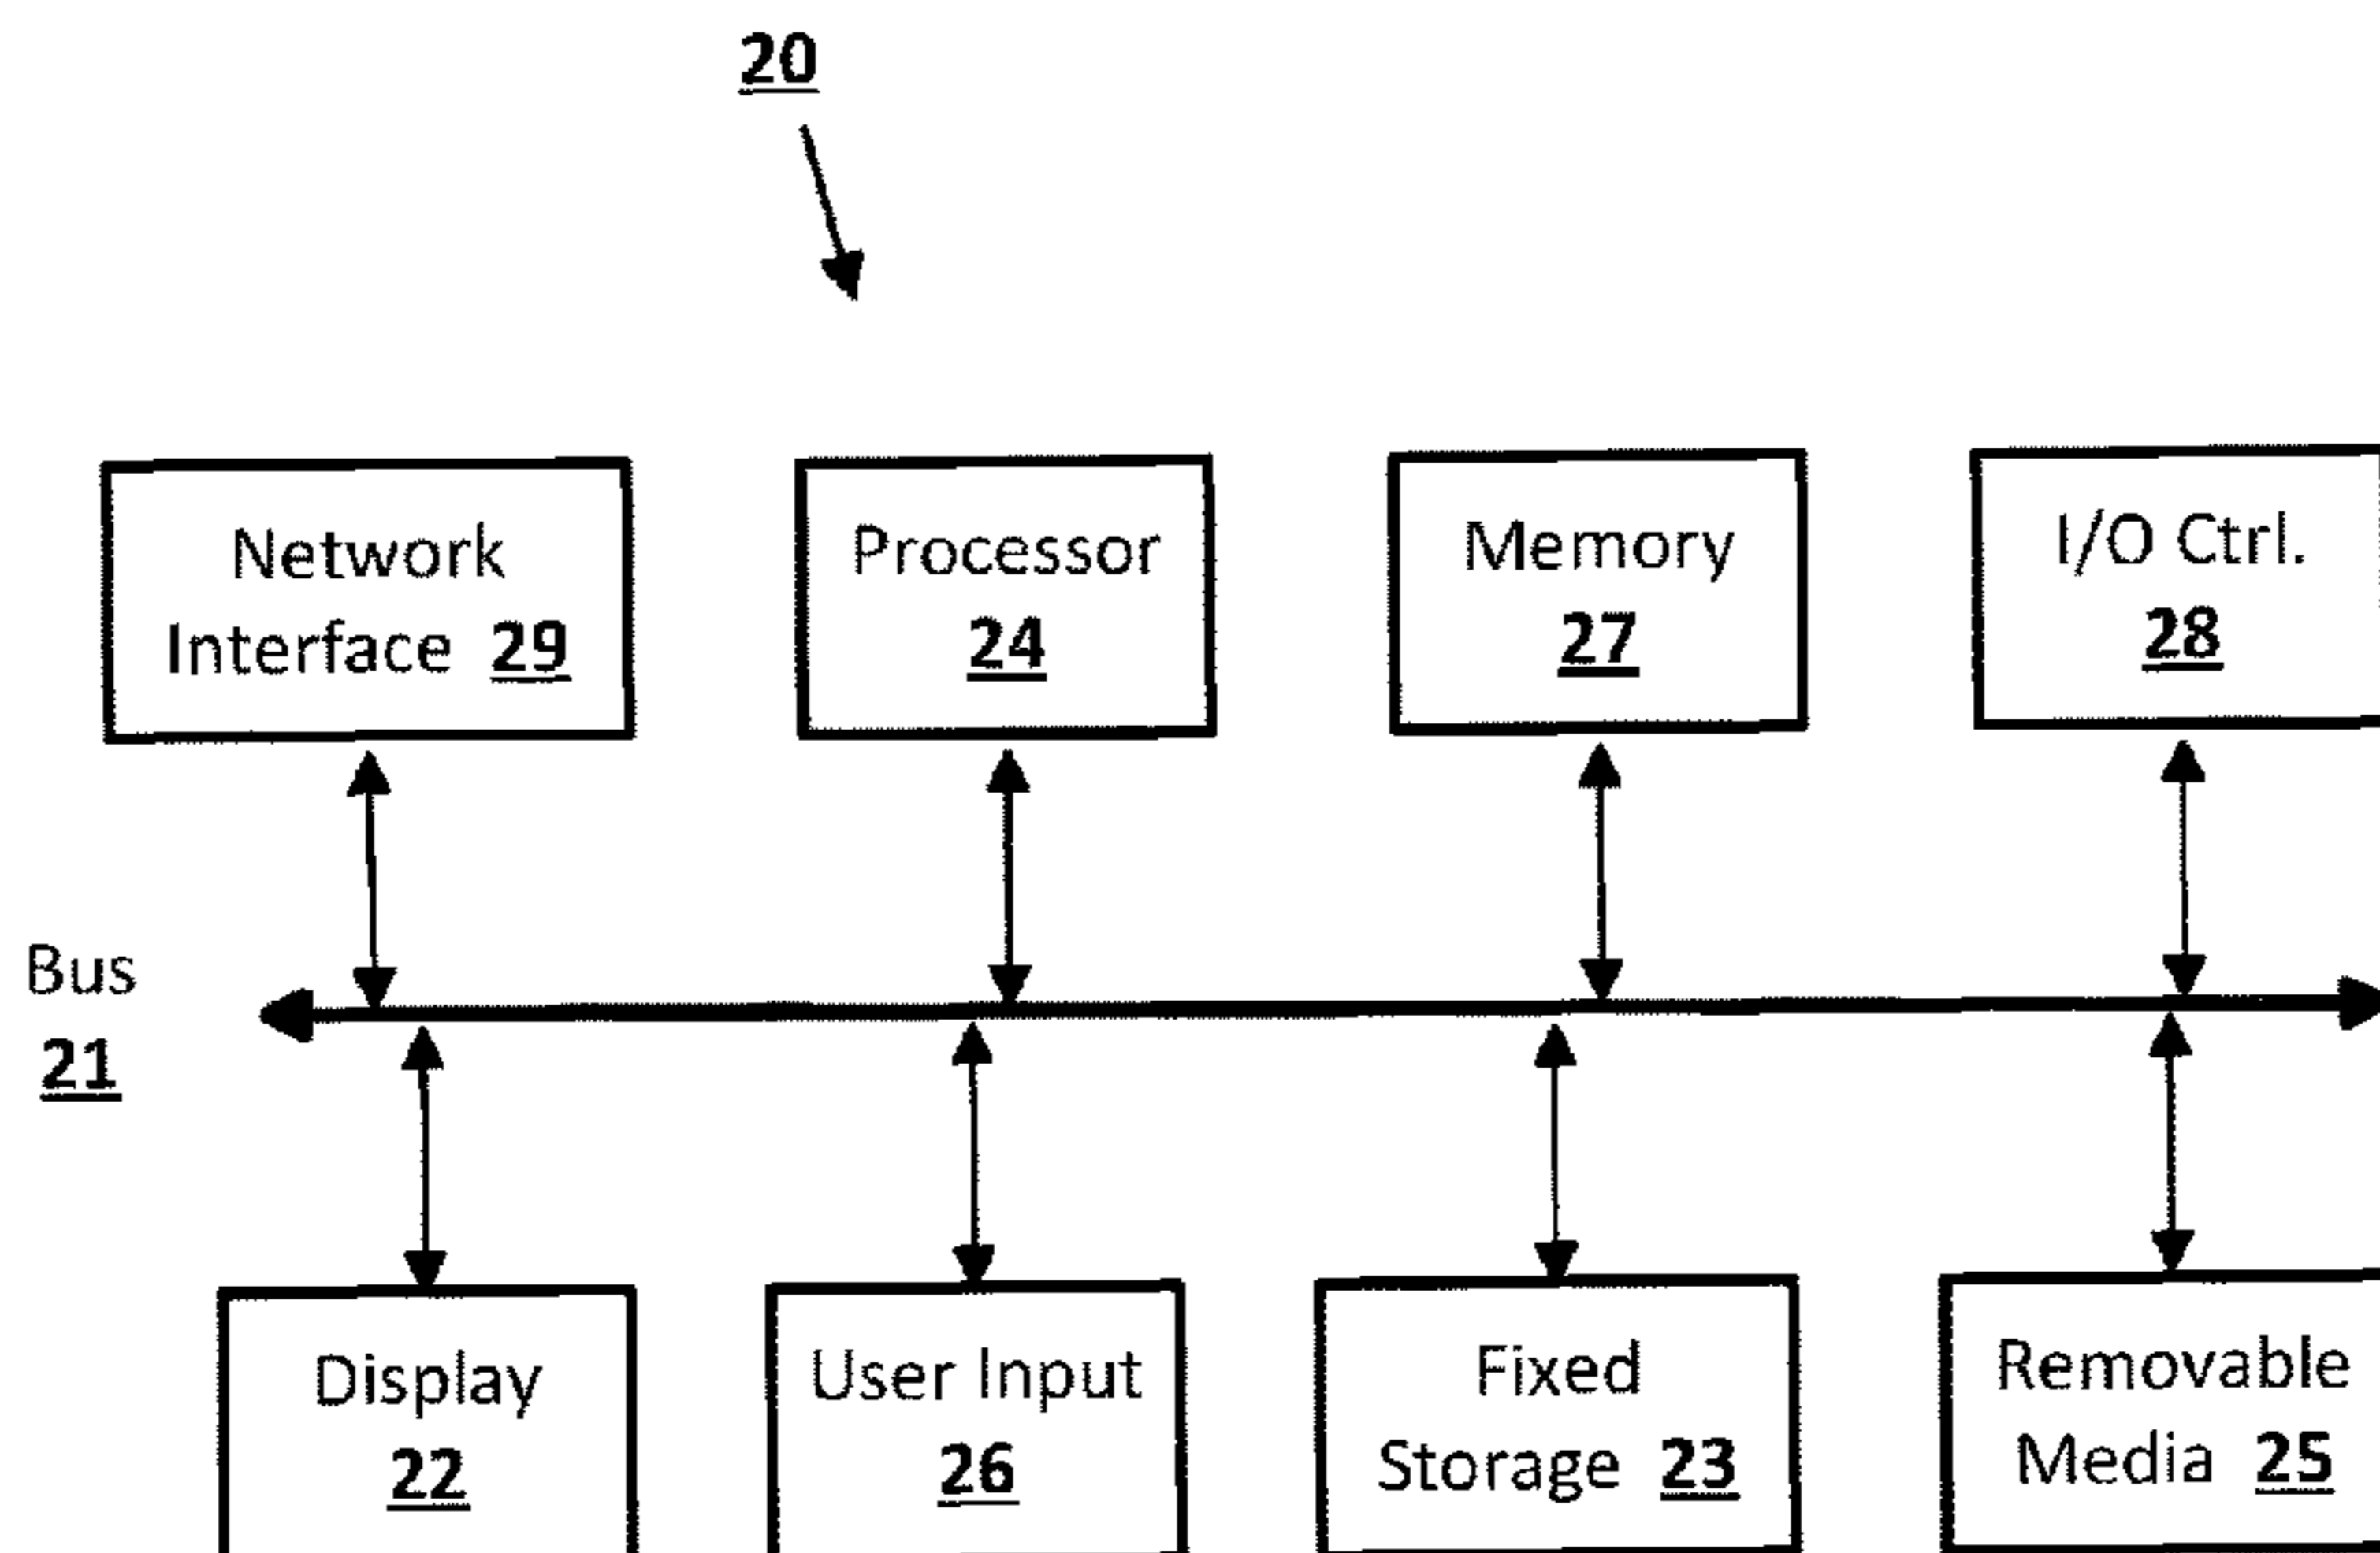 20
Network
Interface 29
Processor
24
Memory
27
I/O Ctrl.
28
Bus
21
Display
22
User Input
26
Fixed
Storage 23
Removable
Media 25